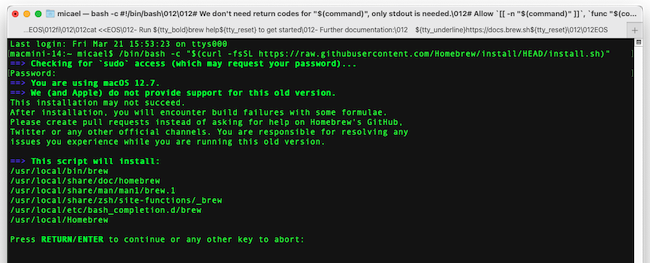 micael — bash -c #!/bin/bash\012\012# We don't need return codes for "$(command)", only stdout is needed.\012# Allow `[[ -n "$(command)" ]]`, `func "$(co...
...EOS\012fi\012\012cat <<EOS\012- Run ${tty_bold}brew help${tty_reset} to get started\012- Further documentation:\012 ${tty_underline}https://docs.brew.sh${tty_reset}\012\012EOS
Last login: Fri Mar 21 15:53:23 on ttys000
macmini-14:~ micael$ /bin/bash -c "$(curl -fsSL https://raw.githubusercontent.com/Homebrew/install/HEAD/install.sh)"
==> Checking for `sudo` access (which may request your password)...
Password:
==> You are using macOS 12.7.
==> We (and Apple) do not provide support for this old version.
This installation may not succeed.
After installation, you will encounter build failures with some formulae.
Please create pull requests instead of asking for help on Homebrew's GitHub,
Twitter or any other official channels. You are responsible for resolving any
issues you experience while you are running this old version.
==> This script will install:
/usr/local/bin/brew
/usr/local/share/doc/homebrew
/usr/local/share/man/man1/brew.1
/usr/local/share/zsh/site-functions/_brew
/usr/local/etc/bash_completion.d/brew
/usr/local/Homebrew
Press RETURN/ENTER to continue or any other key to abort: